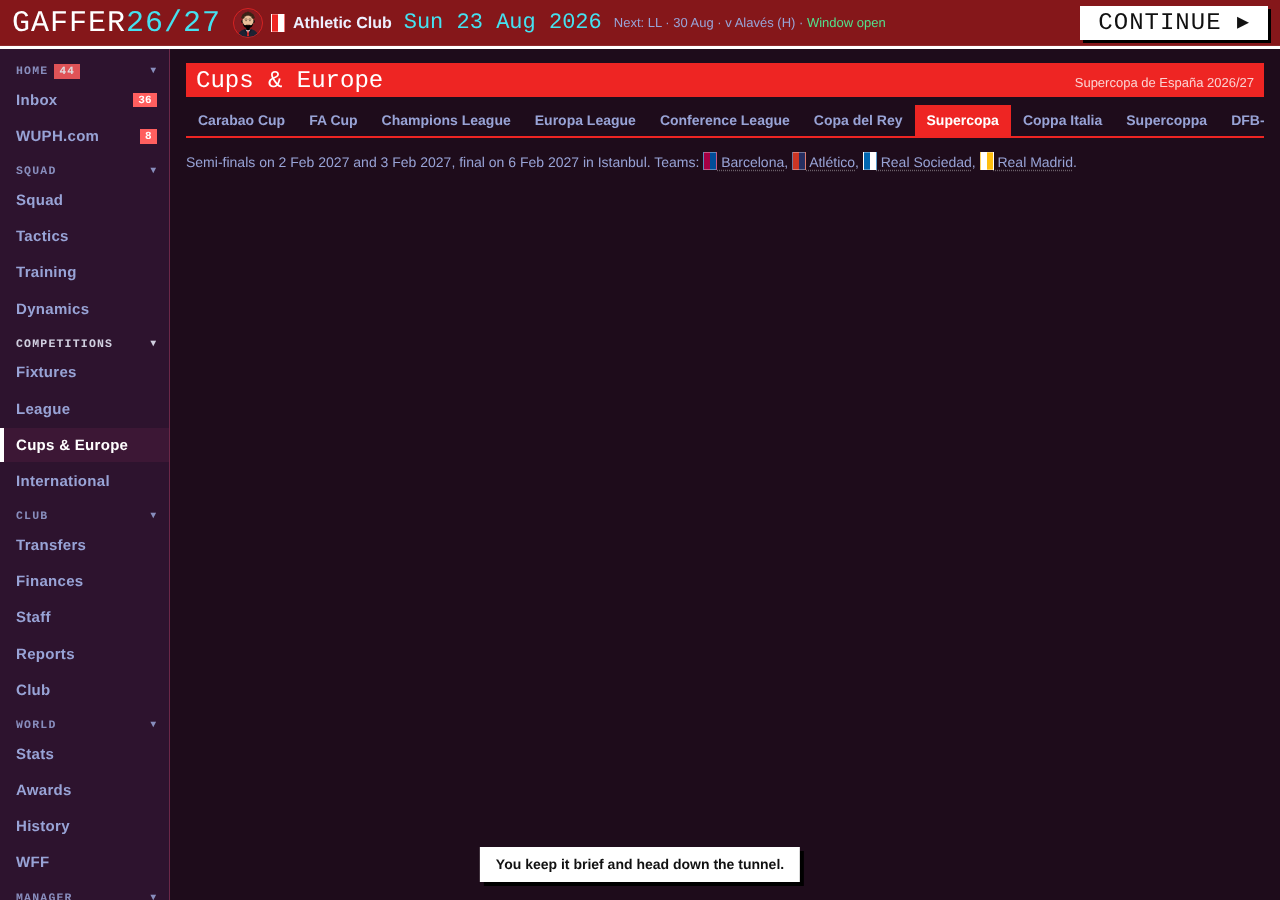 GAFFER26/27 Athletic Club Sun 23 Aug 2026 Next: LL · 30 Aug · v Alavés (H) · Window open CONTINUE ►
HOME 44 ▼
Inbox 36
WUPH.com 8
SQUAD ▼
Squad
Tactics
Training
Dynamics
COMPETITIONS ▼
Fixtures
League
Cups & Europe
International
CLUB ▼
Transfers
Finances
Staff
Reports
Club
WORLD ▼
Stats
Awards
History
WFF
MANAGER ▼
Cups & Europe Supercopa de España 2026/27
Carabao Cup FA Cup Champions League Europa League Conference League Copa del Rey Supercopa Coppa Italia Supercoppa DFB-
Semi-finals on 2 Feb 2027 and 3 Feb 2027, final on 6 Feb 2027 in Istanbul. Teams: Barcelona, Atlético, Real Sociedad, Real Madrid.
You keep it brief and head down the tunnel.